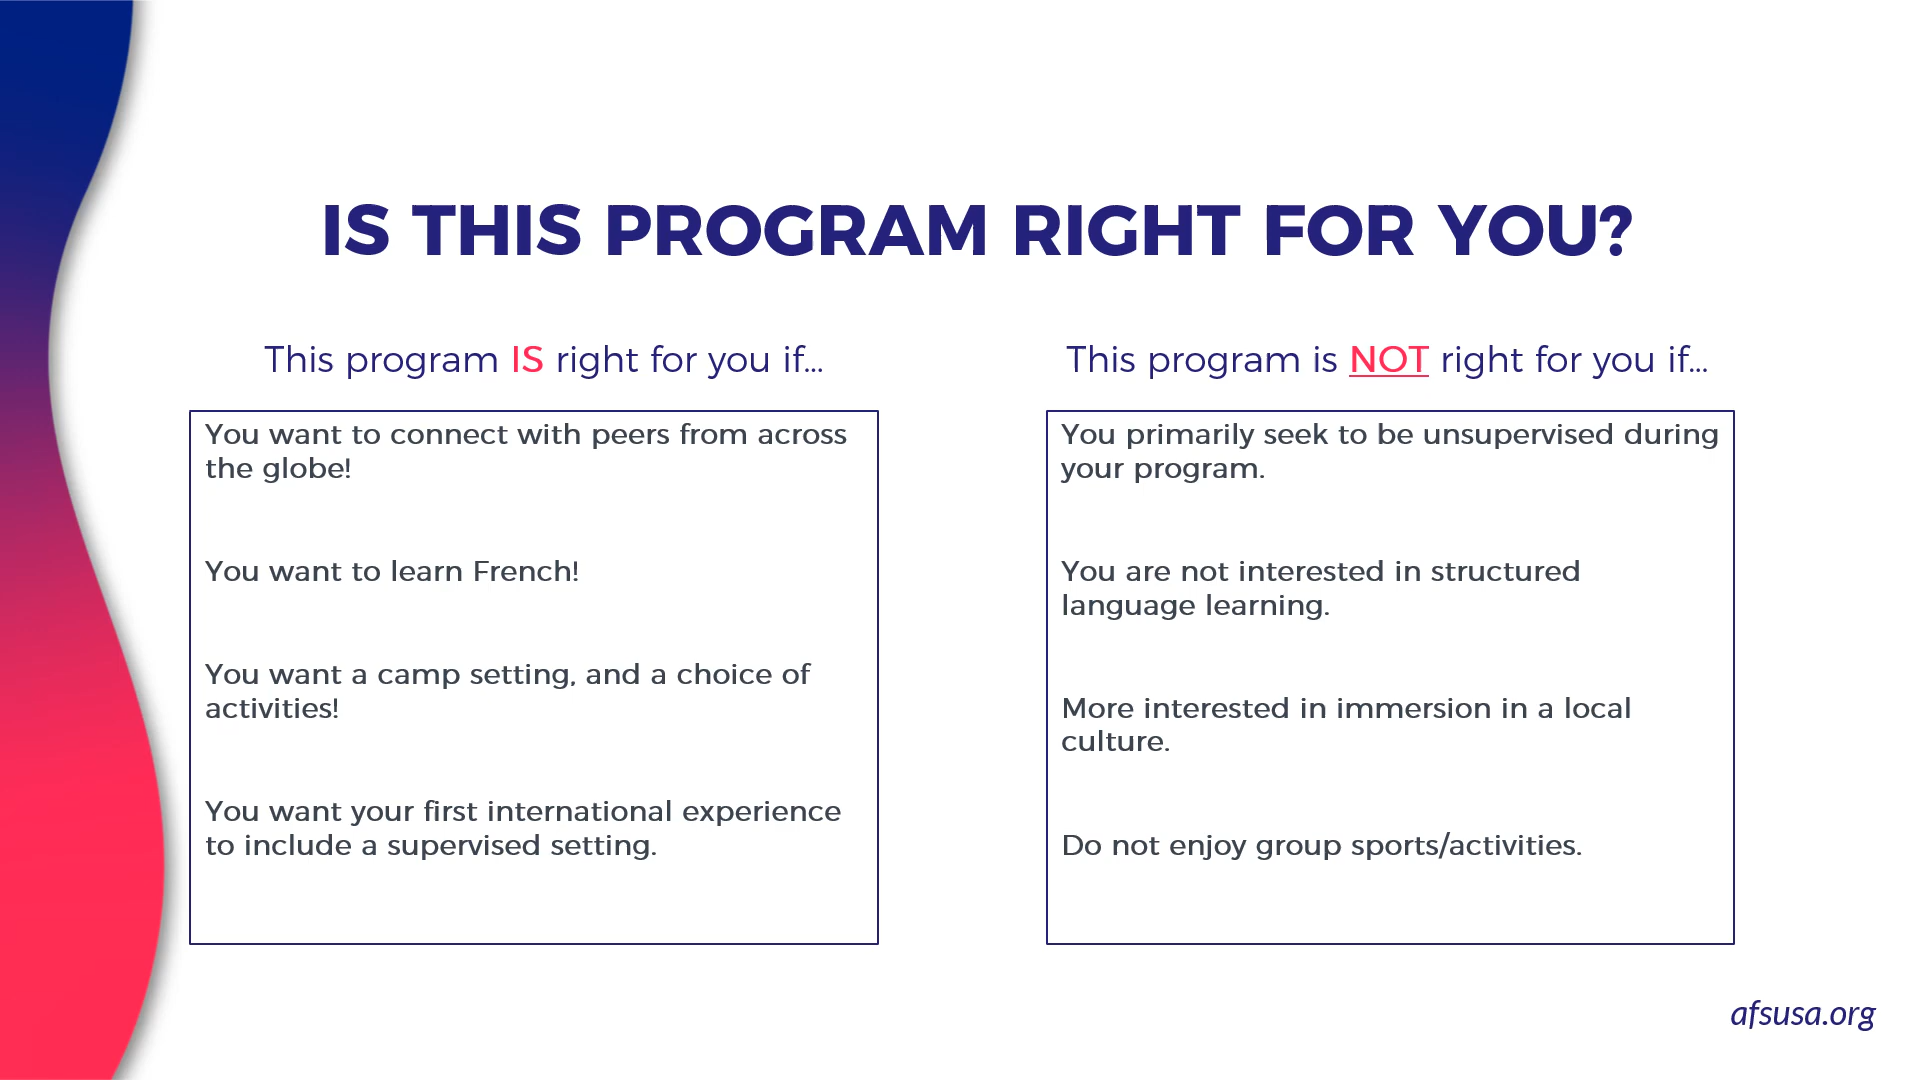 IS THIS PROGRAM RIGHT FOR YOU?
This program IS right for you if...
You want to connect with peers from across
the globe!
You want to learn French!
You want a camp setting, and a choice of
activities!
You want your first international experience
to include a supervised setting.
This program is NOT right for you if...
You primarily seek to be unsupervised during
your program.
You are not interested in structured
language learning.
More interested in immersion in a local
culture.
Do not enjoy group sports/activities.
afsusa.org